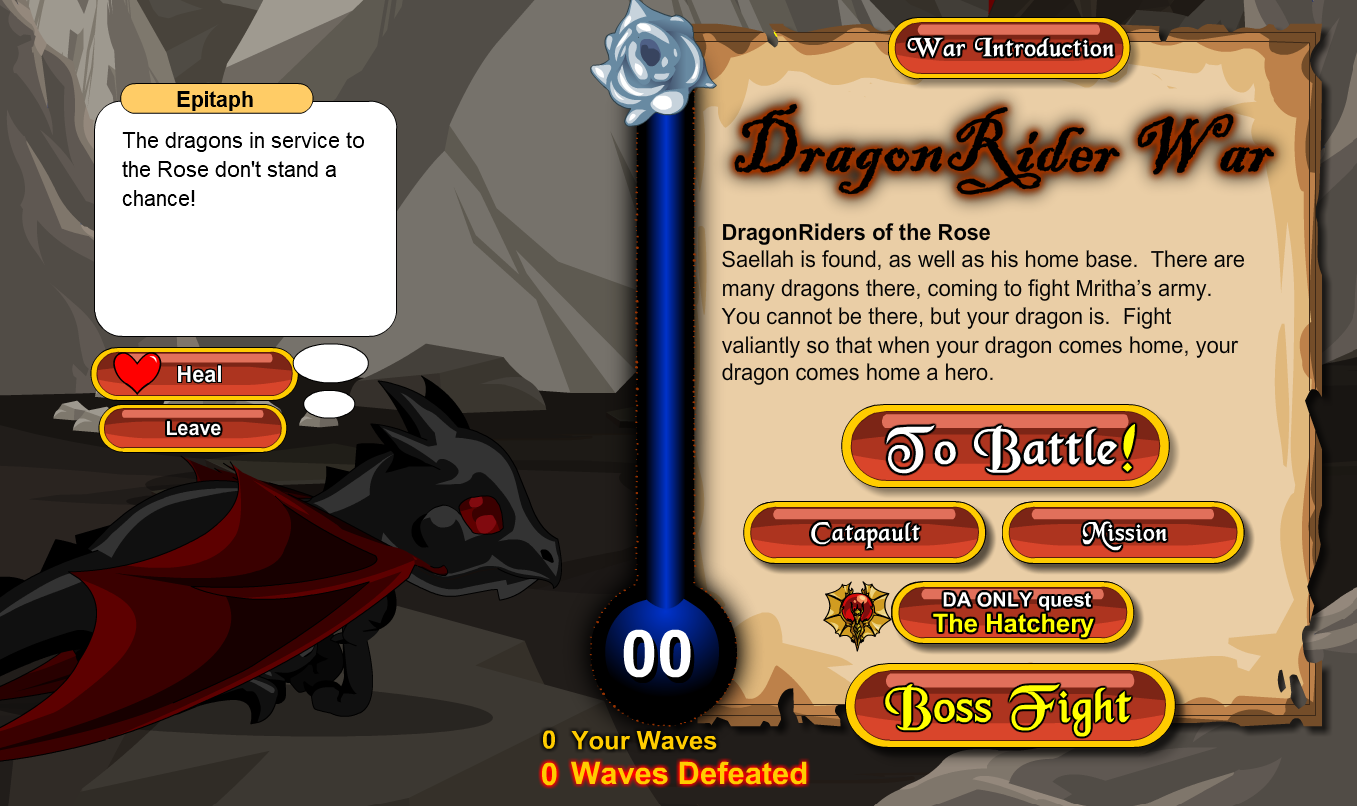 Epitaph
The dragons in service to
the Rose don't stand a
chance!
Heal
Leave
War Introduction
DragonRider War
DragonRiders of the Rose
Saellah is found, as well as his home base.  There are
many dragons there, coming to fight Mritha’s army.
You cannot be there, but your dragon is.  Fight
valiantly so that when your dragon comes home, your
dragon comes home a hero.
To Battle!
Catapault
Mission
DA ONLY quest
The Hatchery
Boss Fight
00
0 Your Waves
0 Waves Defeated